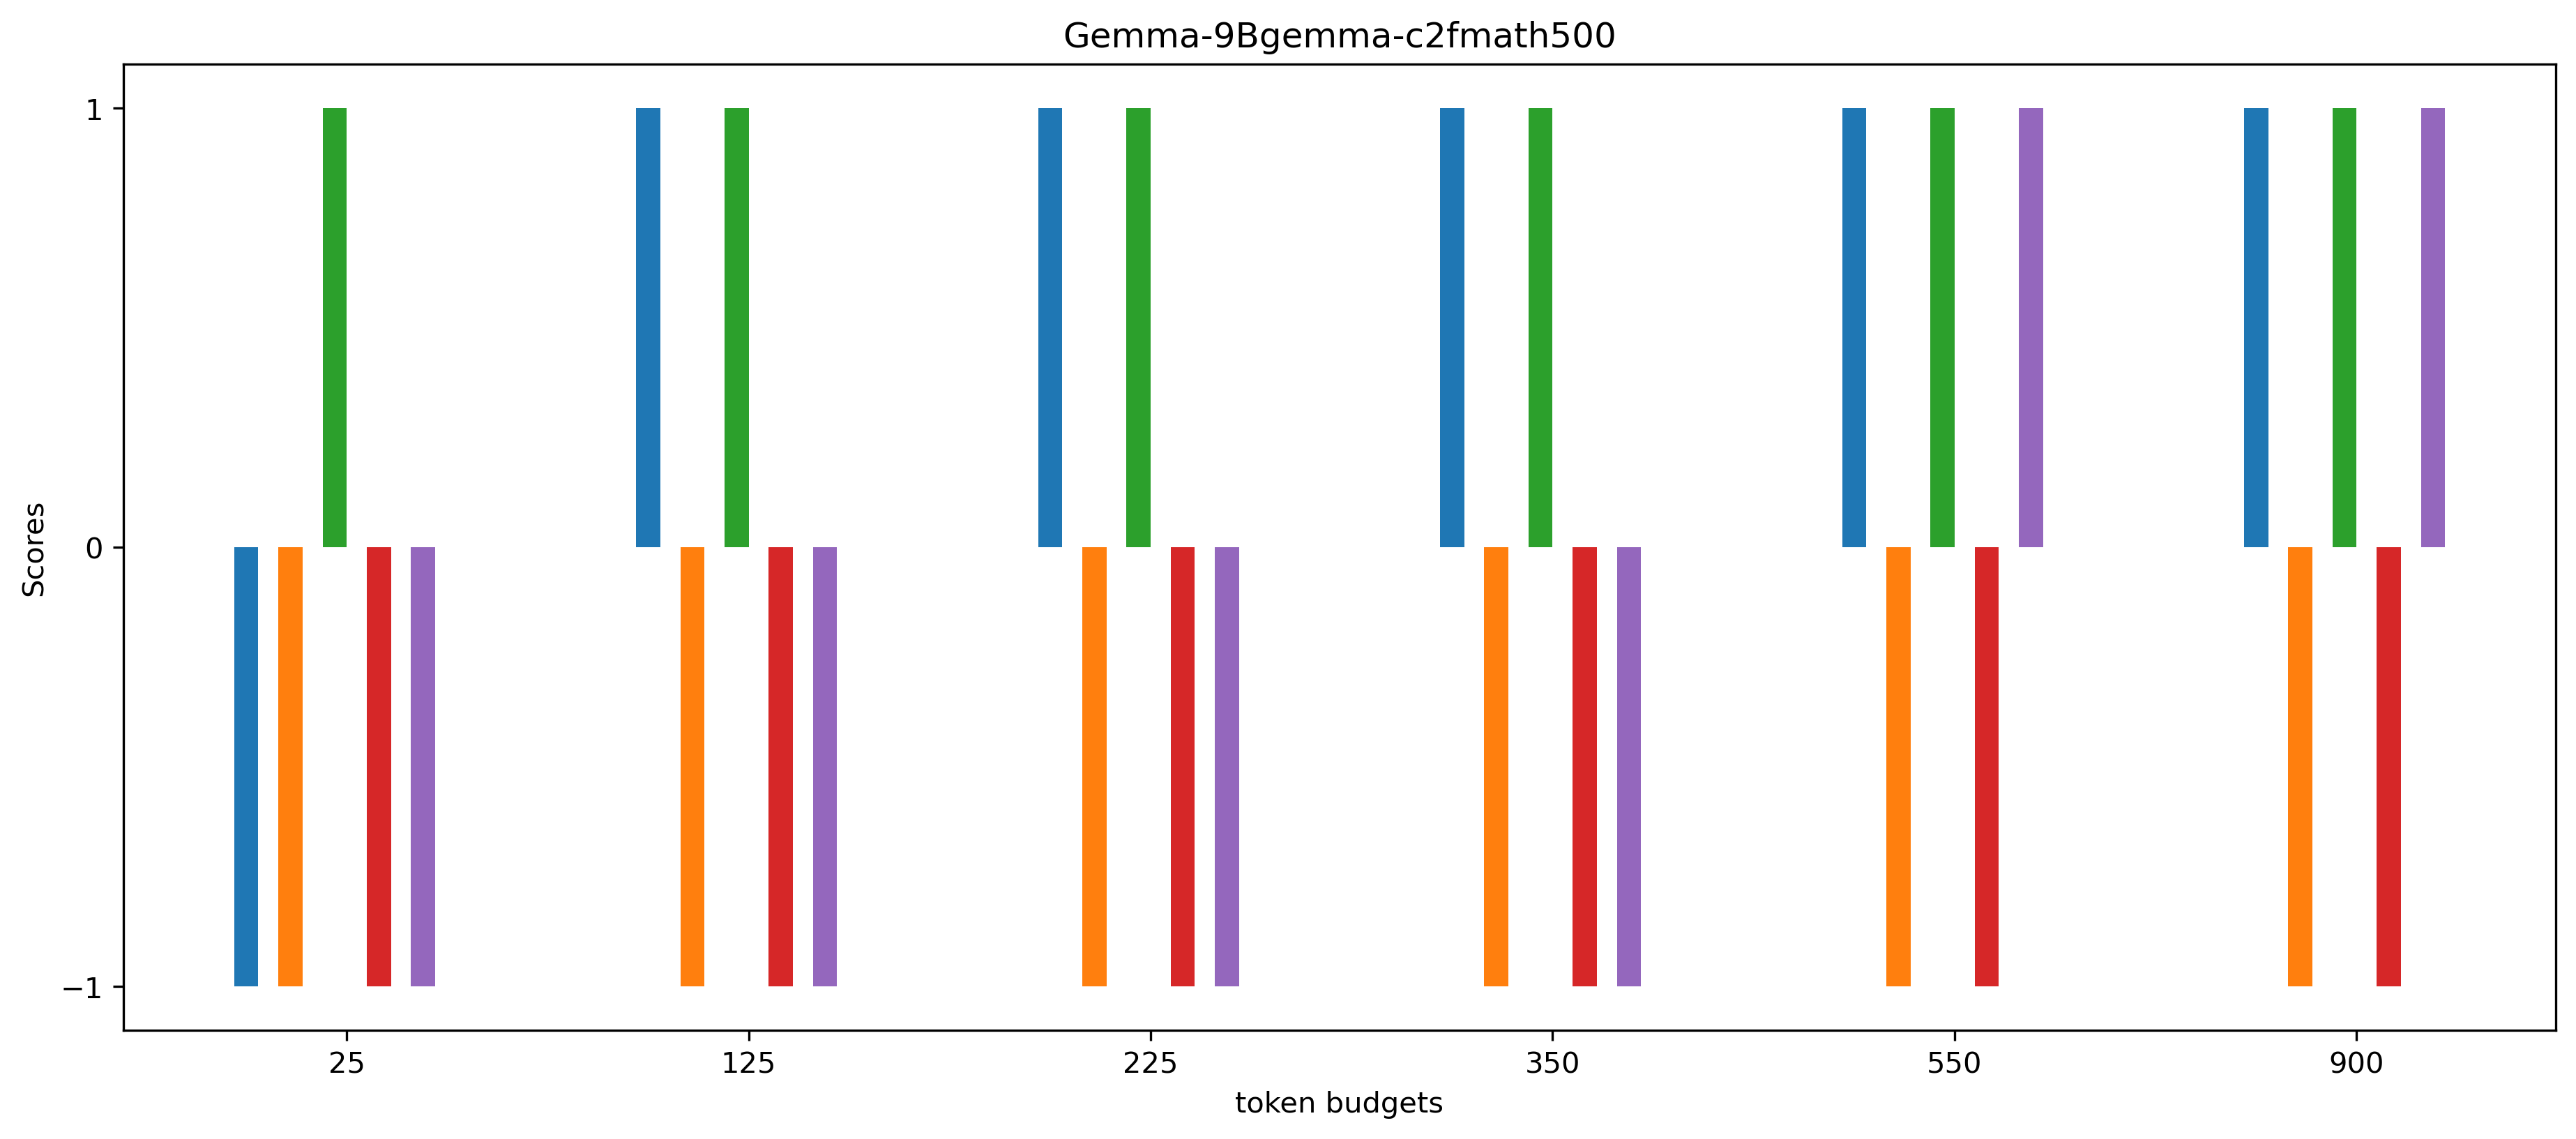 Gemma-9Bgemma-c2fmath500
Scores
1
0
−1
25 125 225 350 550 900
token budgets